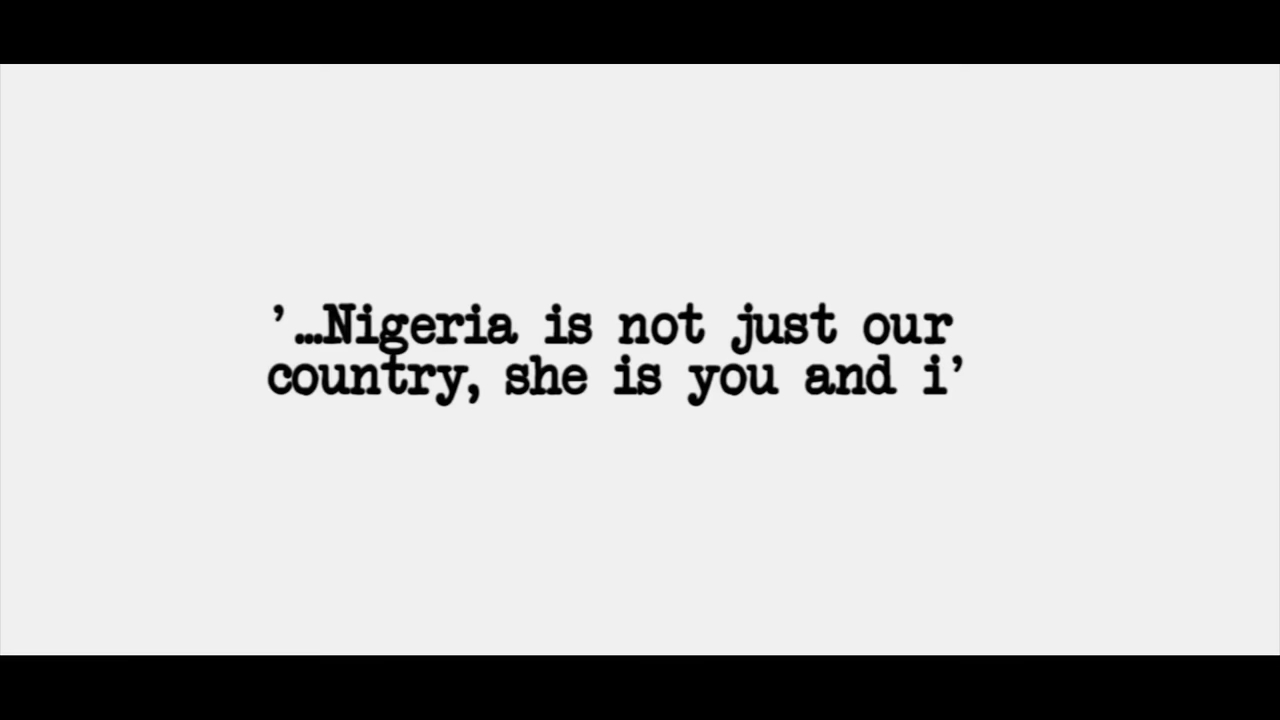 ’…Nigeria is not just our
country, she is you and i’